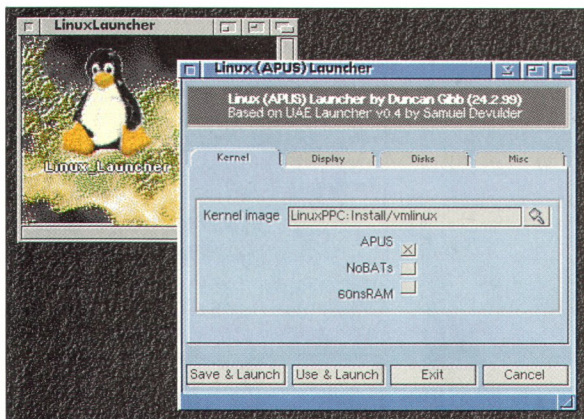 LinuxLauncher
Linux_Launcher
Linux (APUS) Launcher
Linux (APUS) Launcher by Duncan Gibb (24.2.99)
Based on UAE Launcher v0.4 by Samuel Devulder
Kernel
Display
Disks
Misc
Kernel image
LinuxPPC:Install/vmlinux
APUS
NoBATs
60nsRAM
Save & Launch
Use & Launch
Exit
Cancel